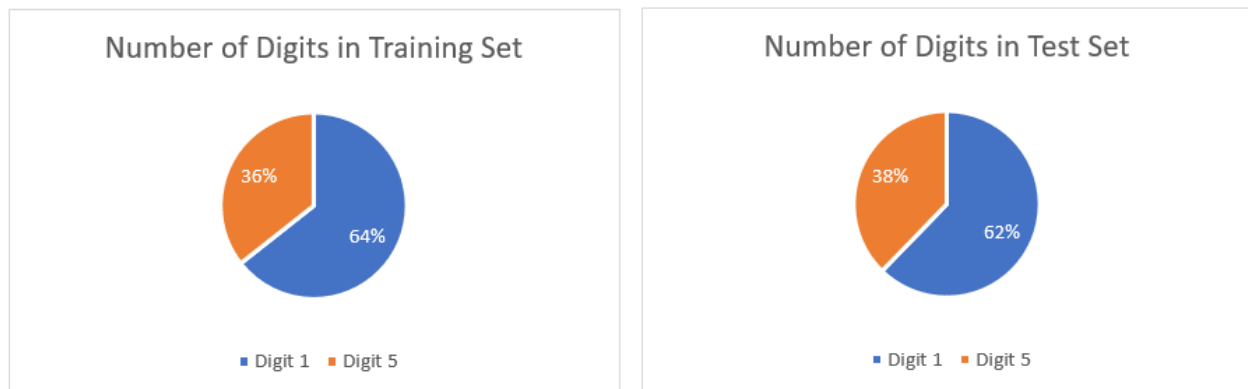 Number of Digits in Training Set
36%
64%
Digit 1 Digit 5
Number of Digits in Test Set
38%
62%
Digit 1 Digit 5